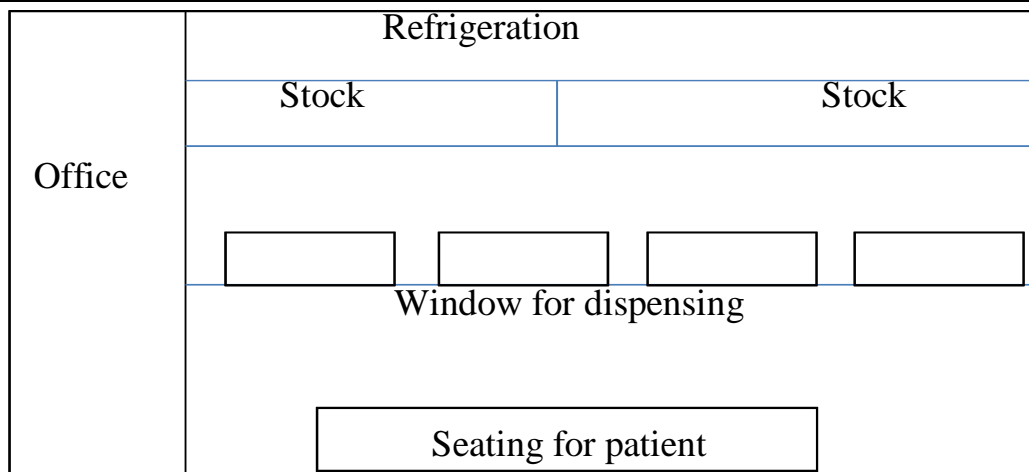 Refrigeration
Stock Stock
Office
Window for dispensing
Seating for patient